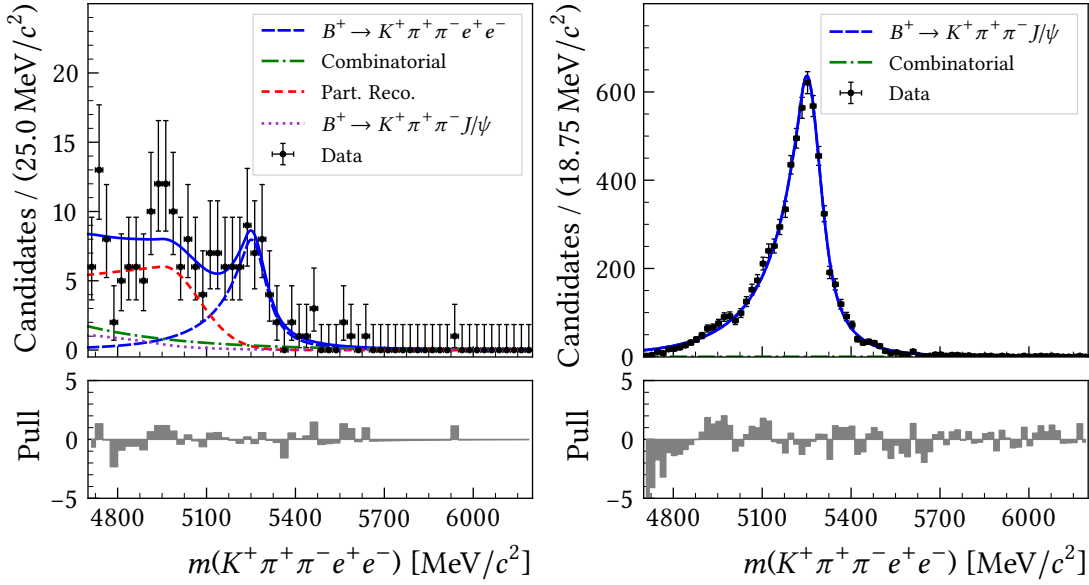 Candidates / (25.0 MeV/c²)
20
15
10
5
0
B⁺ → K⁺ π⁺ π⁻ e⁺ e⁻
Combinatorial
Part. Reco.
B⁺ → K⁺ π⁺ π⁻ J/ψ
Data
Pull
5
0
−5
4800 5100 5400 5700 6000
m(K⁺ π⁺ π⁻ e⁺ e⁻) [MeV/c²]
Candidates / (18.75 MeV/c²)
600
400
200
0
B⁺ → K⁺ π⁺ π⁻ J/ψ
Combinatorial
Data
Pull
5
0
−5
4800 5100 5400 5700 6000
m(K⁺ π⁺ π⁻ e⁺ e⁻) [MeV/c²]